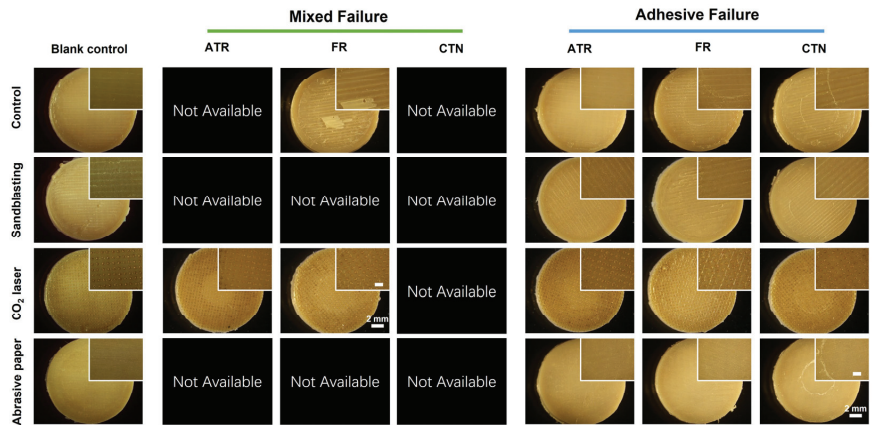 Mixed Failure
Adhesive Failure
Blank control
ATR
FR
CTN
ATR
FR
CTN
Control
Not Available
Not Available
Sandblasting
Not Available
Not Available
Not Available
CO₂ laser
2 mm
Not Available
Abrasive paper
Not Available
Not Available
Not Available
2 mm